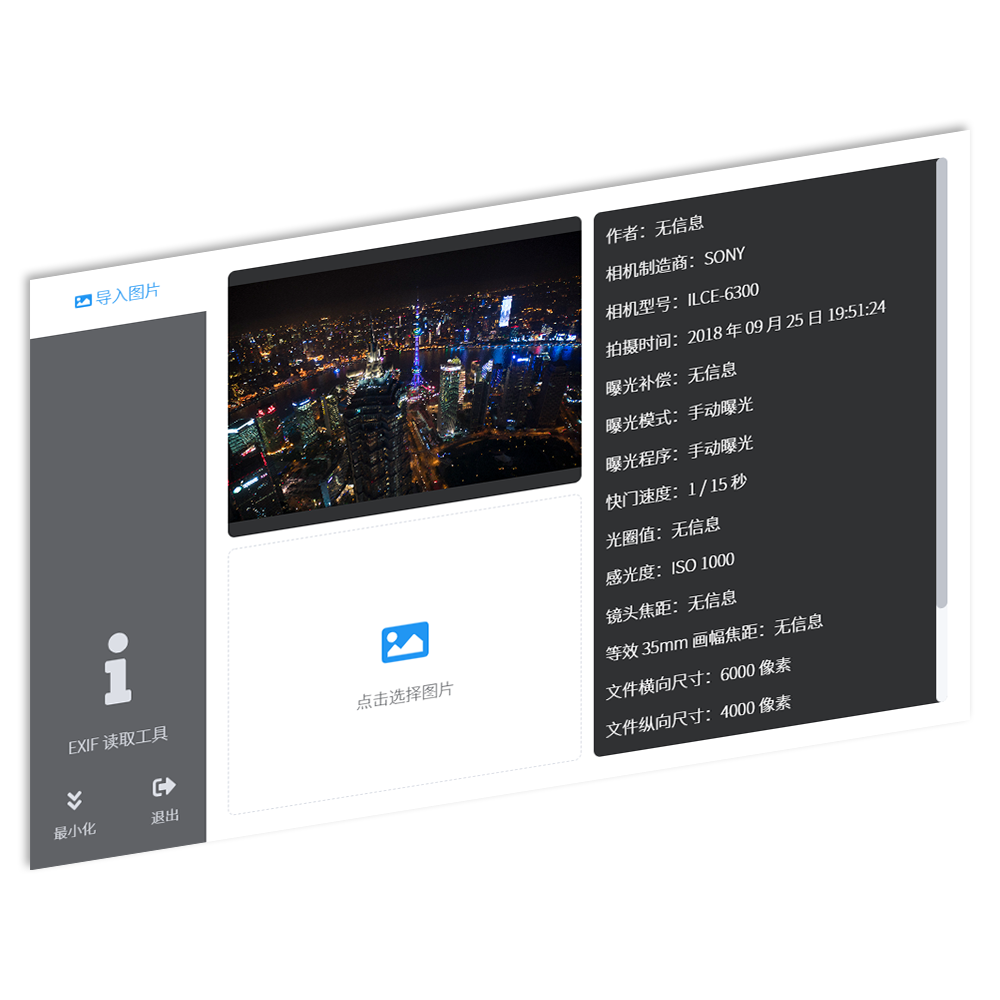 导入图片
EXIF 读取工具
最小化
退出
点击选择图片
作者：无信息
相机制造商：SONY
相机型号：ILCE-6300
拍摄时间：2018 年 09 月 25 日 19:51:24
曝光补偿：无信息
曝光模式：手动曝光
曝光程序：手动曝光
快门速度：1 / 15 秒
光圈值：无信息
感光度：ISO 1000
镜头焦距：无信息
等效 35mm 画幅焦距：无信息
文件横向尺寸：6000 像素
文件纵向尺寸：4000 像素